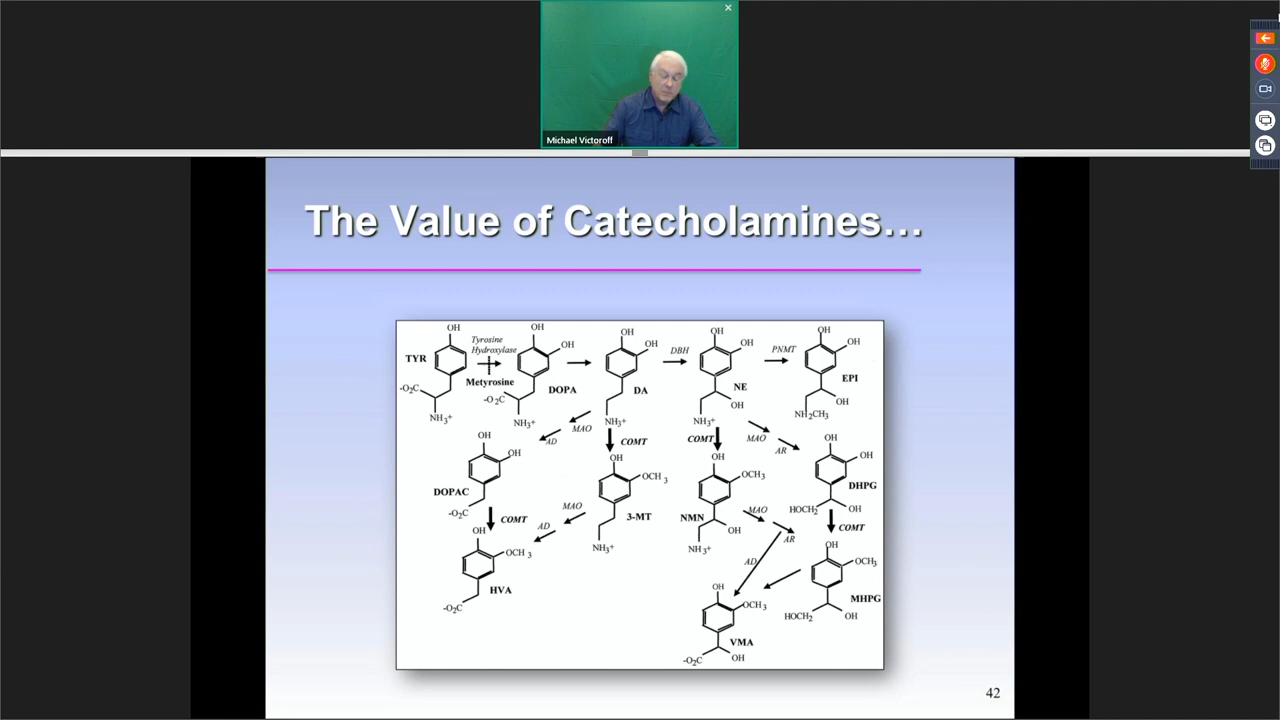 Michael Victoroff
The Value of Catecholamines...
OH
OH
OH
OH
OH
Tyrosine
Hydroxylase
OH
OH
OH
OH
DBH
PNMT
TYR
Metyrosine
DOPA
DA
NE
EPI
-O₂C
-O₂C
OH
OH
NH₃⁺
NH₃⁺
NH₃⁺
NH₃⁺
NH₂CH₃
MAO
AD
COMT
COMT
MAO
AR
OH
OH
OH
OH
OH
OH
OCH₃
OCH₃
DOPAC
3-MT
NMN
DHPG
-O₂C
COMT
MAO
AD
OH
MAO
AR
HOCH₂
OH
COMT
OH
OCH₃
NH₃⁺
NH₃⁺
OH
OCH₃
HVA
AD
MHPG
-O₂C
OH
OCH₃
HOCH₂
OH
VMA
-O₂C
OH
42